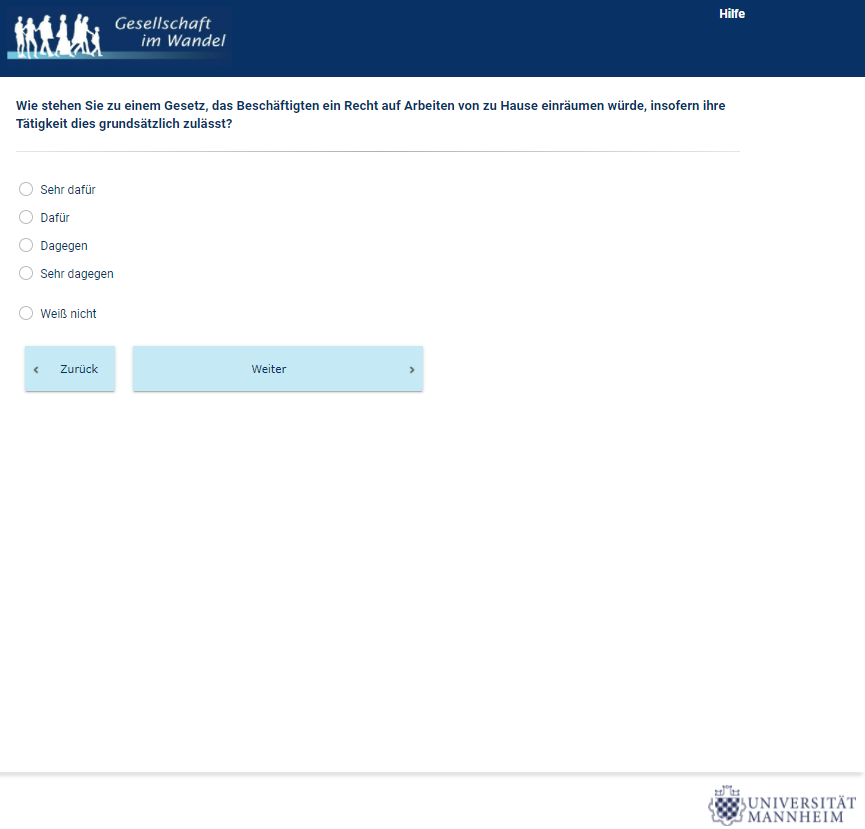 Gesellschaft
im Wandel
Hilfe
Wie stehen Sie zu einem Gesetz, das Beschäftigten ein Recht auf Arbeiten von zu Hause einräumen würde, insofern ihre
Tätigkeit dies grundsätzlich zulässt?
Sehr dafür
Dafür
Dagegen
Sehr dagegen
Weiß nicht
‹ Zurück
Weiter ›
UNIVERSITÄT
MANNHEIM